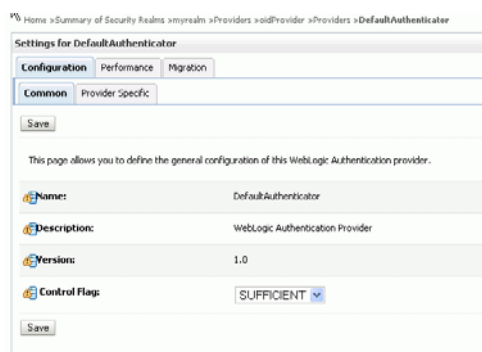 Home »Summary of Security Realms »myrealm »Providers »oidProvider »Providers »DefaultAuthenticator
Settings for DefaultAuthenticator
Configuration Performance Migration
Common Provider Specific
Save
This page allows you to define the general configuration of this WebLogic Authentication provider.
Name: DefaultAuthenticator
Description: WebLogic Authentication Provider
Version: 1.0
Control Flag: SUFFICIENT
Save